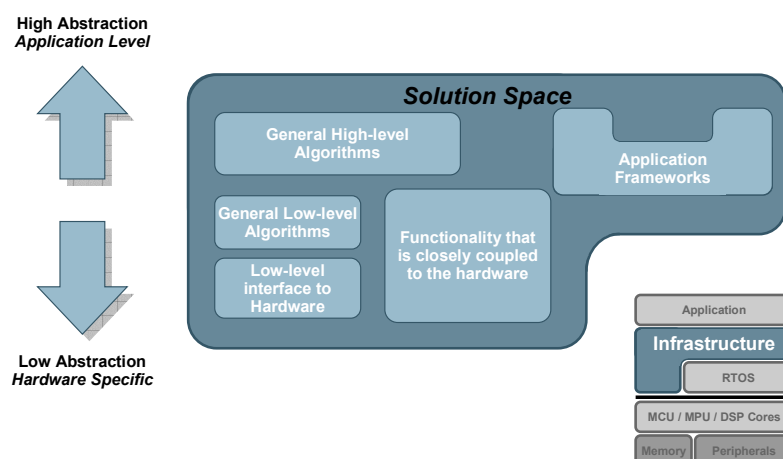 High Abstraction
Application Level
Solution Space
General High-level
Algorithms
Application
Frameworks
General Low-level
Algorithms
Functionality that
is closely coupled
to the hardware
Low-level
interface to
Hardware
Low Abstraction
Hardware Specific
Application
Infrastructure
RTOS
MCU / MPU / DSP Cores
Memory
Peripherals